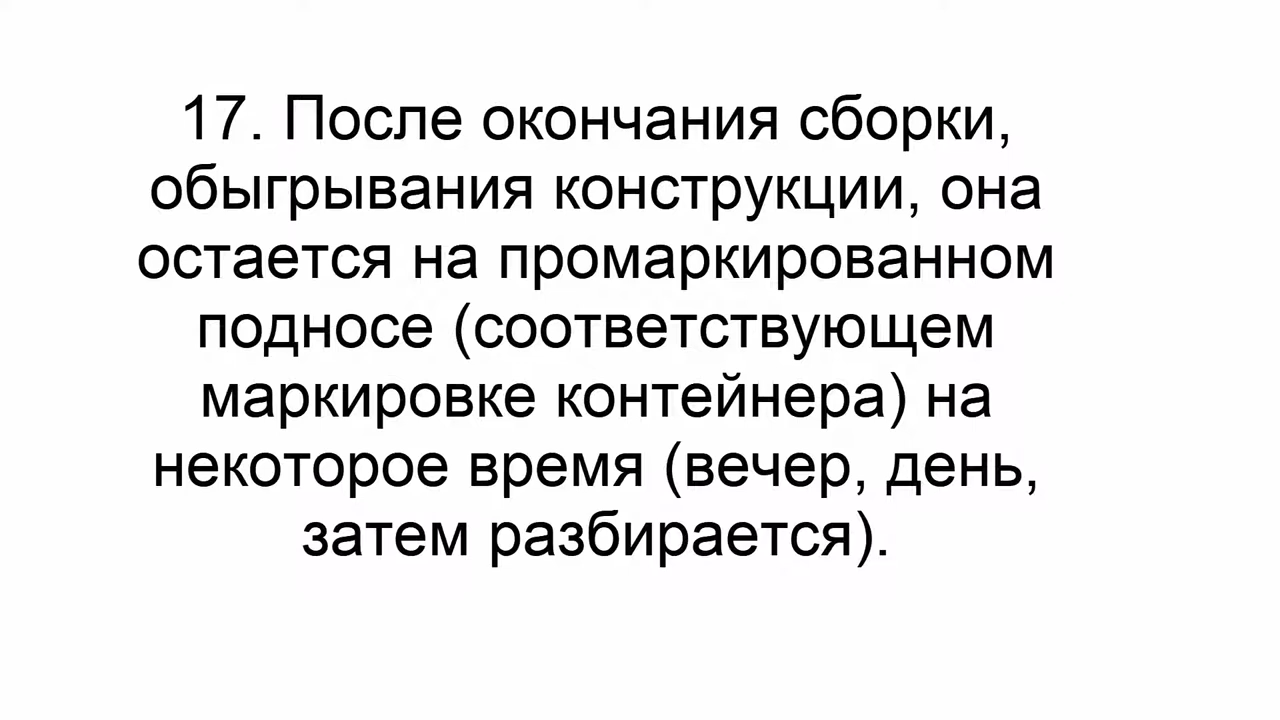 17. После окончания сборки,
обыгрывания конструкции, она
остается на промаркированном
подносе (соответствующем
маркировке контейнера) на
некоторое время (вечер, день,
затем разбирается).